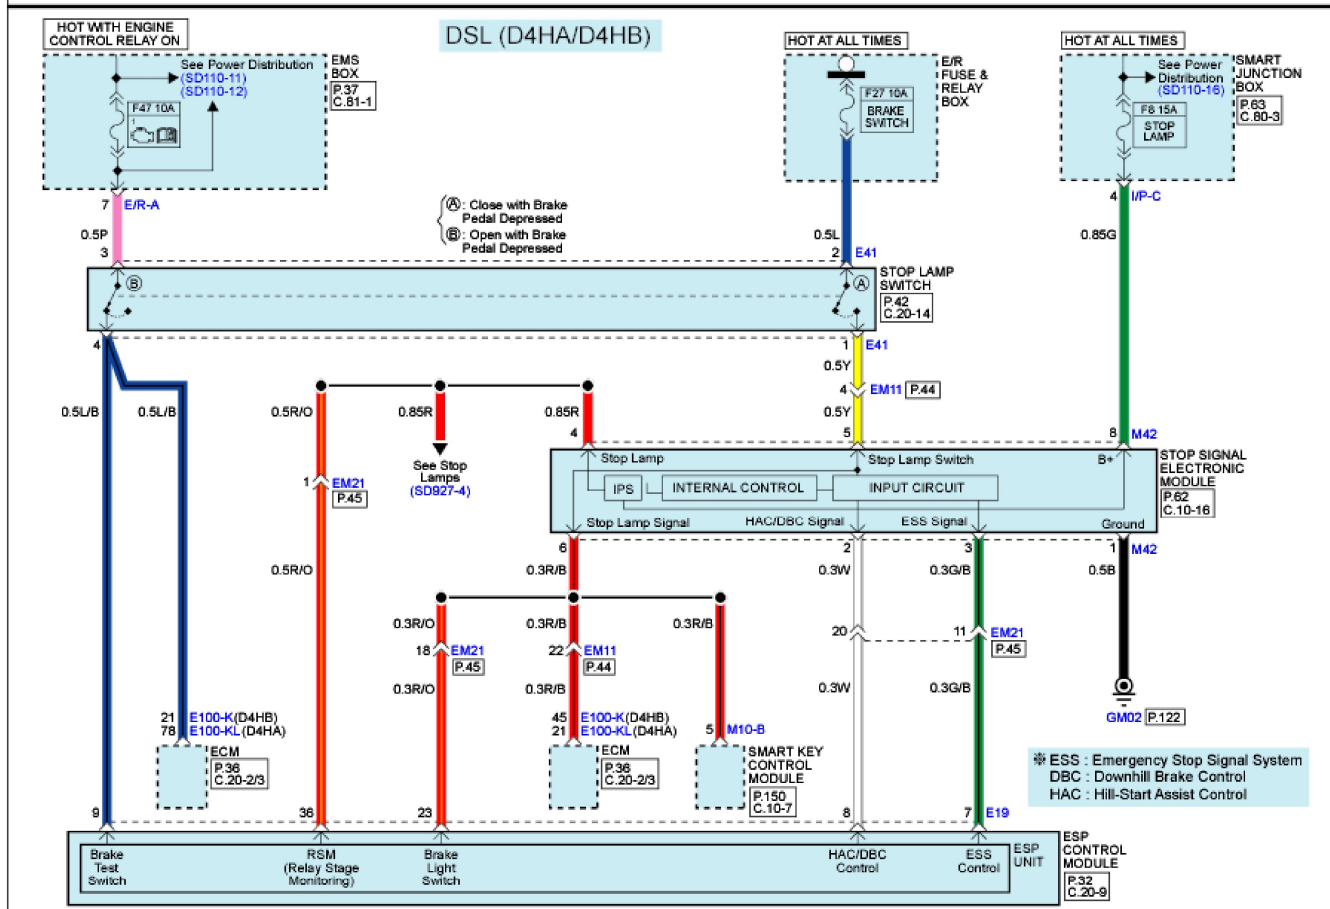 HOT WITH ENGINE
CONTROL RELAY ON
DSL (D4HA/D4HB)
HOT AT ALL TIMES
HOT AT ALL TIMES
See Power Distribution
(SD110-11)
(SD110-12)
F47 10A
1
EMS
BOX
P.37
C.81-1
F27 10A
BRAKE
SWITCH
E/R
FUSE &
RELAY
BOX
See Power
Distribution
(SD110-16)
F8 15A
STOP
LAMP
SMART
JUNCTION
BOX
P.63
C.80-3
7 E/R-A
0.5P
3
A : Close with Brake
Pedal Depressed
B : Open with Brake
Pedal Depressed
0.5L
2 E41
4 I/P-C
0.85G
B
A
STOP LAMP
SWITCH
P.42
C.20-14
4
1 E41
0.5Y
4 EM11 P.44
0.5L/B
0.5L/B
0.5R/O
0.85R
0.85R
0.5Y
4
5
8 M42
See Stop
Lamps
(SD927-4)
1 EM21
P.45
Stop Lamp
Stop Lamp Switch
B+
IPS
INTERNAL CONTROL
INPUT CIRCUIT
Stop Lamp Signal
HAC/DBC Signal
ESS Signal
Ground
STOP SIGNAL
ELECTRONIC
MODULE
P.62
C.10-16
6
2
3
1 M42
0.5R/O
0.3R/B
0.3W
0.3G/B
0.5B
0.3R/O
0.3R/B
0.3R/B
20
11 EM21
P.45
18 EM21
P.45
22 EM11
P.44
0.3R/O
0.3R/B
0.3W
0.3G/B
GM02 P.122
21 E100-K(D4HB)
78 E100-KL(D4HA)
45 E100-K(D4HB)
21 E100-KL(D4HA)
5 M10-B
ECM
P.36
C.20-2/3
ECM
P.36
C.20-2/3
SMART KEY
CONTROL
MODULE
P.150
C.10-7
※ ESS : Emergency Stop Signal System
DBC : Downhill Brake Control
HAC : Hill-Start Assist Control
9
36
23
8
7 E19
Brake
Test
Switch
RSM
(Relay Stage
Monitoring)
Brake
Light
Switch
HAC/DBC
Control
ESS
Control
ESP
UNIT
ESP
CONTROL
MODULE
P.32
C.20-9